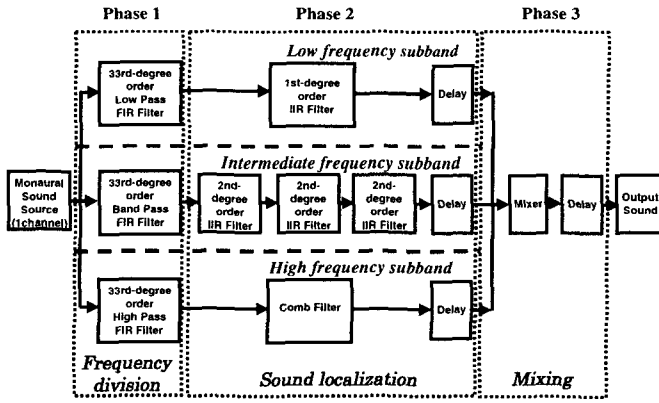 Phase 1
Phase 2
Phase 3
Low frequency subband
33rd-degree
order
Low Pass
FIR Filter
1st-degree
order
IIR Filter
Delay
Intermediate frequency subband
Monaural
Sound
Source
(1channel)
33rd-degree
order
Band Pass
FIR Filter
2nd-
degree
order
IIR Filter
2nd-
degree
order
IIR Filter
2nd-
degree
order
IIR Filter
Delay
Mixer
Delay
Output
Sound
High frequency subband
33rd-degree
order
High Pass
FIR Filter
Comb Filter
Delay
Frequency
division
Sound localization
Mixing